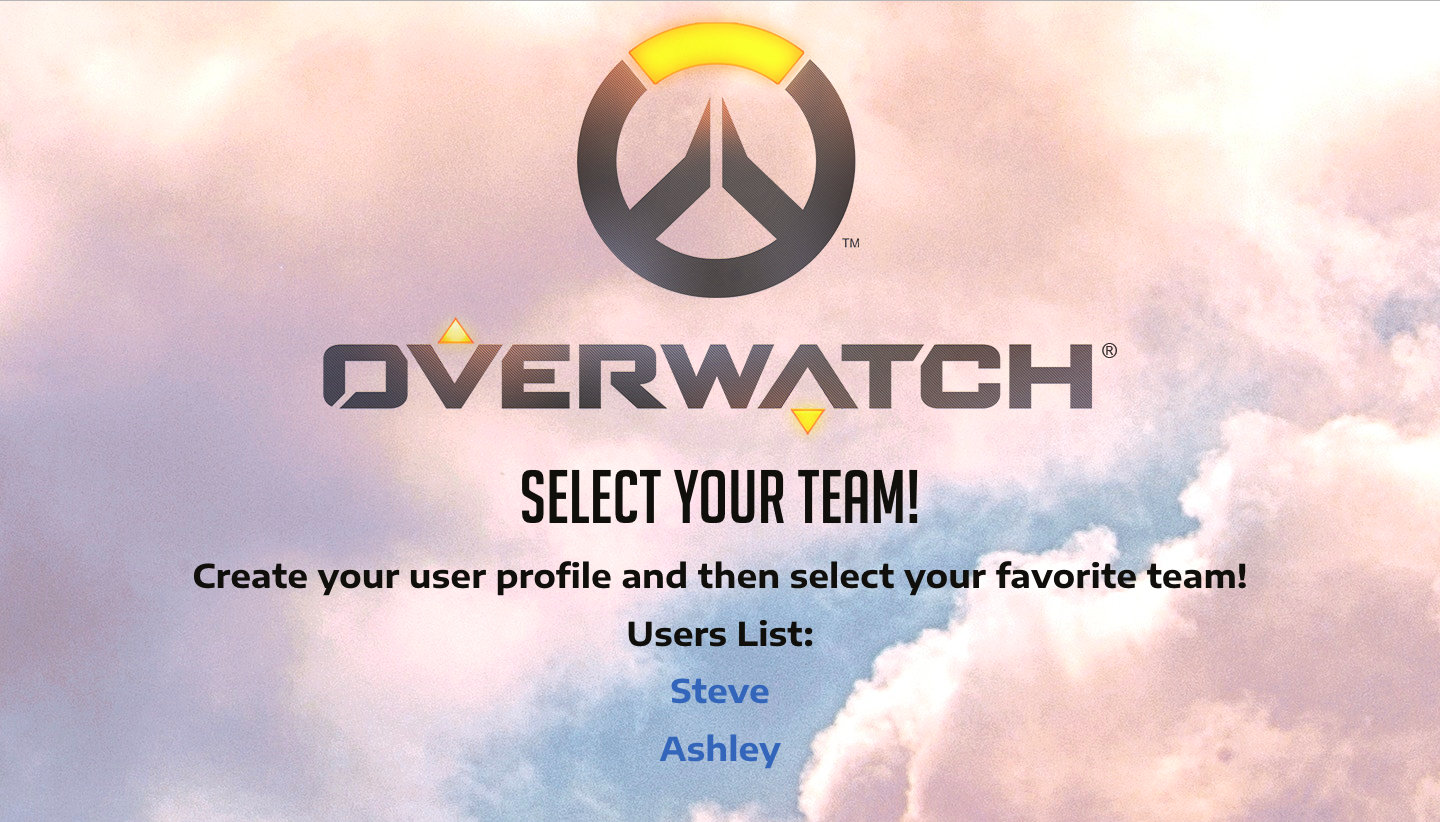 TM
OVERWATCH®
SELECT YOUR TEAM!
Create your user profile and then select your favorite team!
Users List:
Steve
Ashley